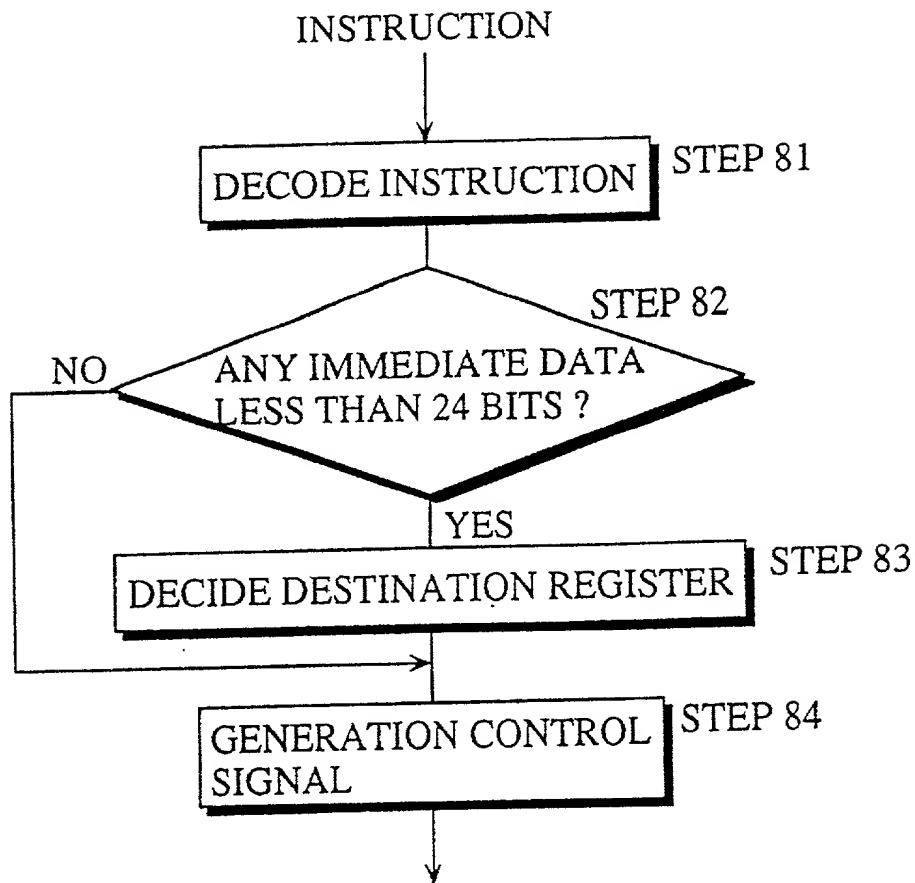 INSTRUCTION
DECODE INSTRUCTION
STEP 81
STEP 82
NO
ANY IMMEDIATE DATA
LESS THAN 24 BITS ?
YES
STEP 83
DECIDE DESTINATION REGISTER
STEP 84
GENERATION CONTROL
SIGNAL